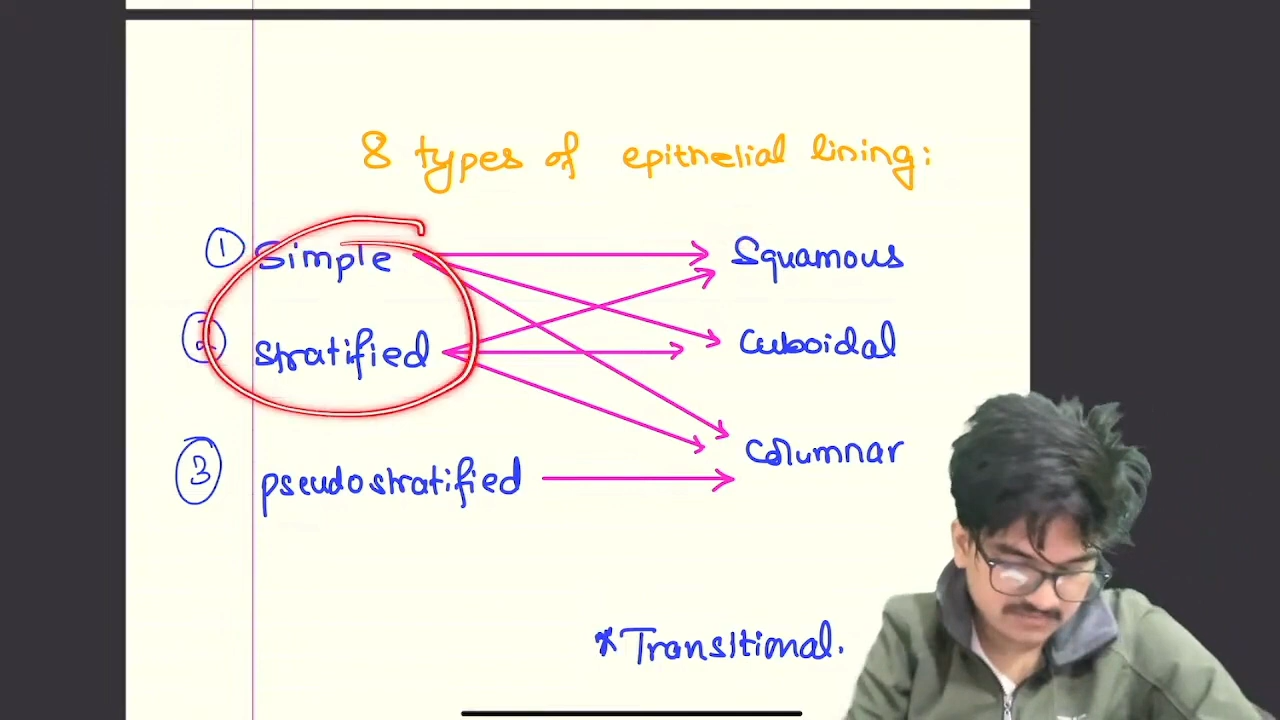 8 types of epithelial lining:
1 Simple Squamous
2 stratified cuboidal
3 pseudostratified columnar
*Transitional.